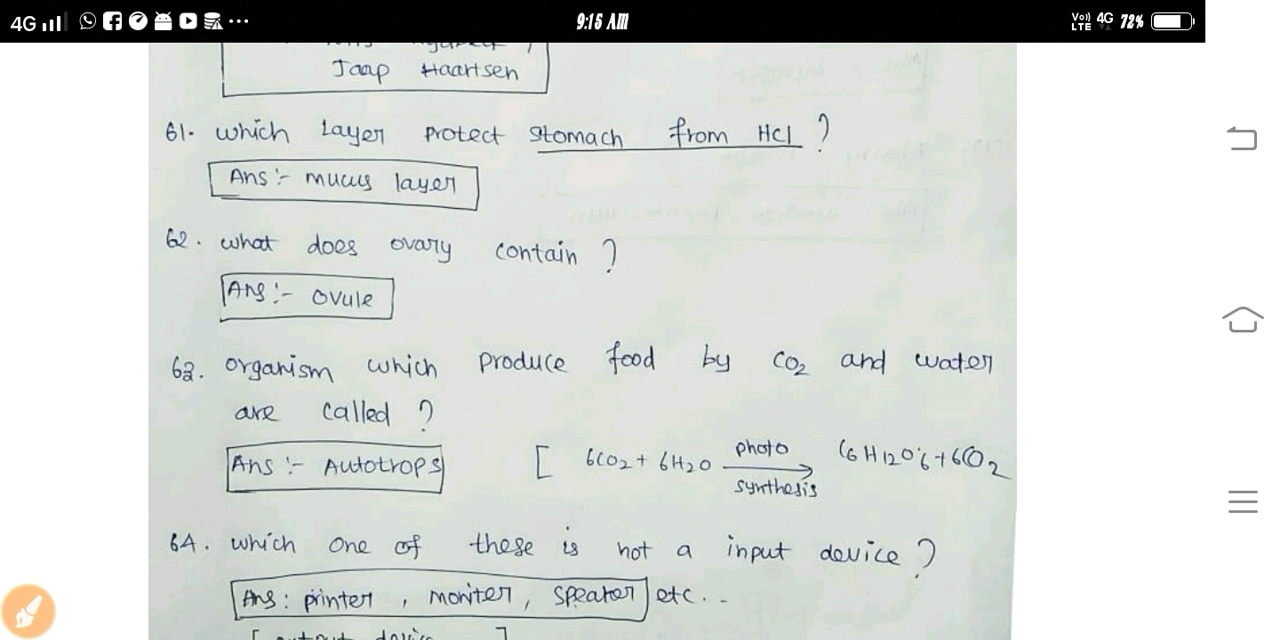 4G 9:15 AM Vo)) LTE 4G 72%
Jaap Haartsen
61. which layer protect stomach from HCl ?
Ans :- mucus layer
62. what does ovary contain ?
Ans :- ovule
63. organism which produce food by CO2 and water
are called ?
Ans :- Autotrops [ 6CO2 + 6H2O photo synthesis → C6H12O6 + 6O2
64. which one of these is not a input device ?
Ans : printer , moniter , speaker etc..